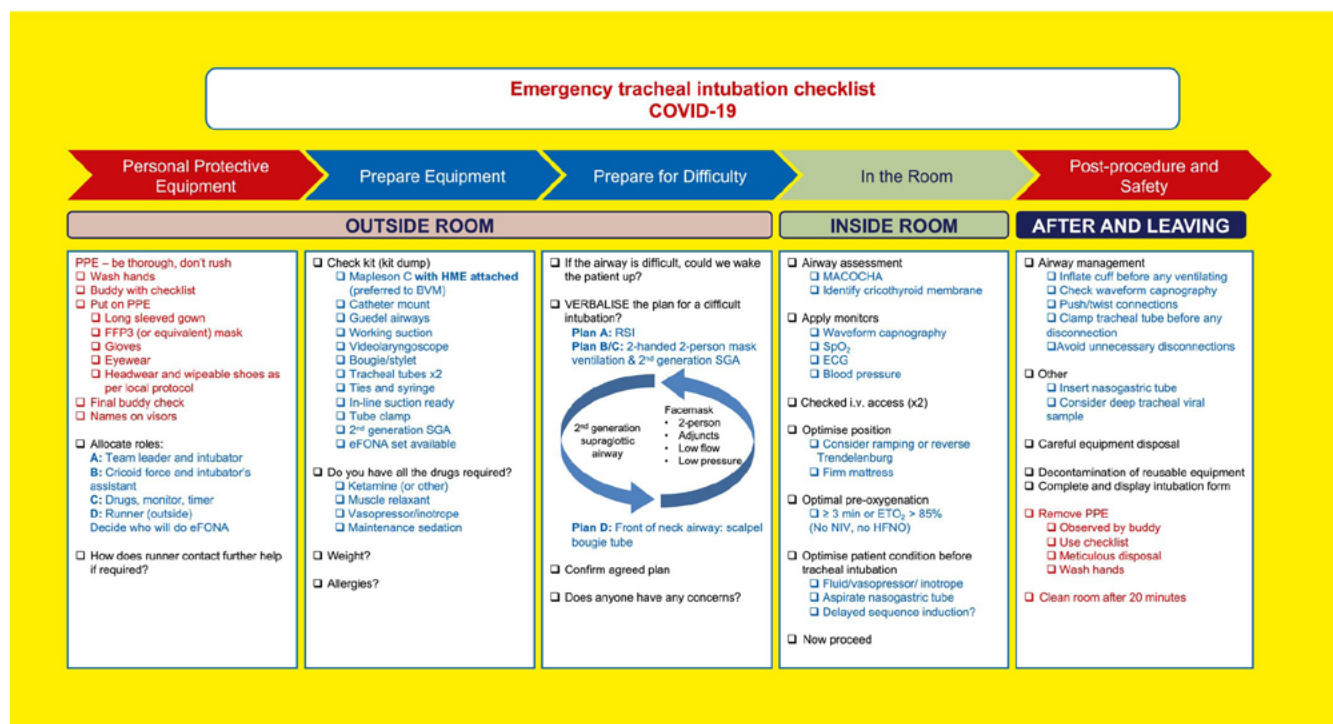 Emergency tracheal intubation checklist
COVID-19
Personal Protective
Equipment
Prepare Equipment
Prepare for Difficulty
In the Room
Post-procedure and
Safety
OUTSIDE ROOM
INSIDE ROOM
AFTER AND LEAVING
PPE – be thorough, don't rush
Wash hands
Buddy with checklist
Put on PPE
Long sleeved gown
FFP3 (or equivalent) mask
Gloves
Eyewear
Headwear and wipeable shoes as
per local protocol
Final buddy check
Names on visors
Allocate roles:
A: Team leader and intubator
B: Cricoid force and intubator's
assistant
C: Drugs, monitor, timer
D: Runner (outside)
Decide who will do eFONA
How does runner contact further help
if required?
Check kit (kit dump)
Mapleson C with HME attached
(preferred to BVM)
Catheter mount
Guedel airways
Working suction
Videolaryngoscope
Bougie/stylet
Tracheal tubes x2
Ties and syringe
In-line suction ready
Tube clamp
2nd generation SGA
eFONA set available
Do you have all the drugs required?
Ketamine (or other)
Muscle relaxant
Vasopressor/inotrope
Maintenance sedation
Weight?
Allergies?
If the airway is difficult, could we wake
the patient up?
VERBALISE the plan for a difficult
intubation?
Plan A: RSI
Plan B/C: 2-handed 2-person mask
ventilation & 2nd generation SGA
2nd generation
supraglottic
airway
Facemask
• 2-person
• Adjuncts
• Low flow
• Low pressure
Plan D: Front of neck airway: scalpel
bougie tube
Confirm agreed plan
Does anyone have any concerns?
Airway assessment
MACOCHA
Identify cricothyroid membrane
Apply monitors
Waveform capnography
SpO2
ECG
Blood pressure
Checked i.v. access (x2)
Optimise position
Consider ramping or reverse
Trendelenburg
Firm mattress
Optimal pre-oxygenation
≥ 3 min or ETO2 > 85%
(No NIV, no HFNO)
Optimise patient condition before
tracheal intubation
Fluid/vasopressor/ inotrope
Aspirate nasogastric tube
Delayed sequence induction?
Now proceed
Airway management
Inflate cuff before any ventilating
Check waveform capnography
Push/twist connections
Clamp tracheal tube before any
disconnection
Avoid unnecessary disconnections
Other
Insert nasogastric tube
Consider deep tracheal viral
sample
Careful equipment disposal
Decontamination of reusable equipment
Complete and display intubation form
Remove PPE
Observed by buddy
Use checklist
Meticulous disposal
Wash hands
Clean room after 20 minutes